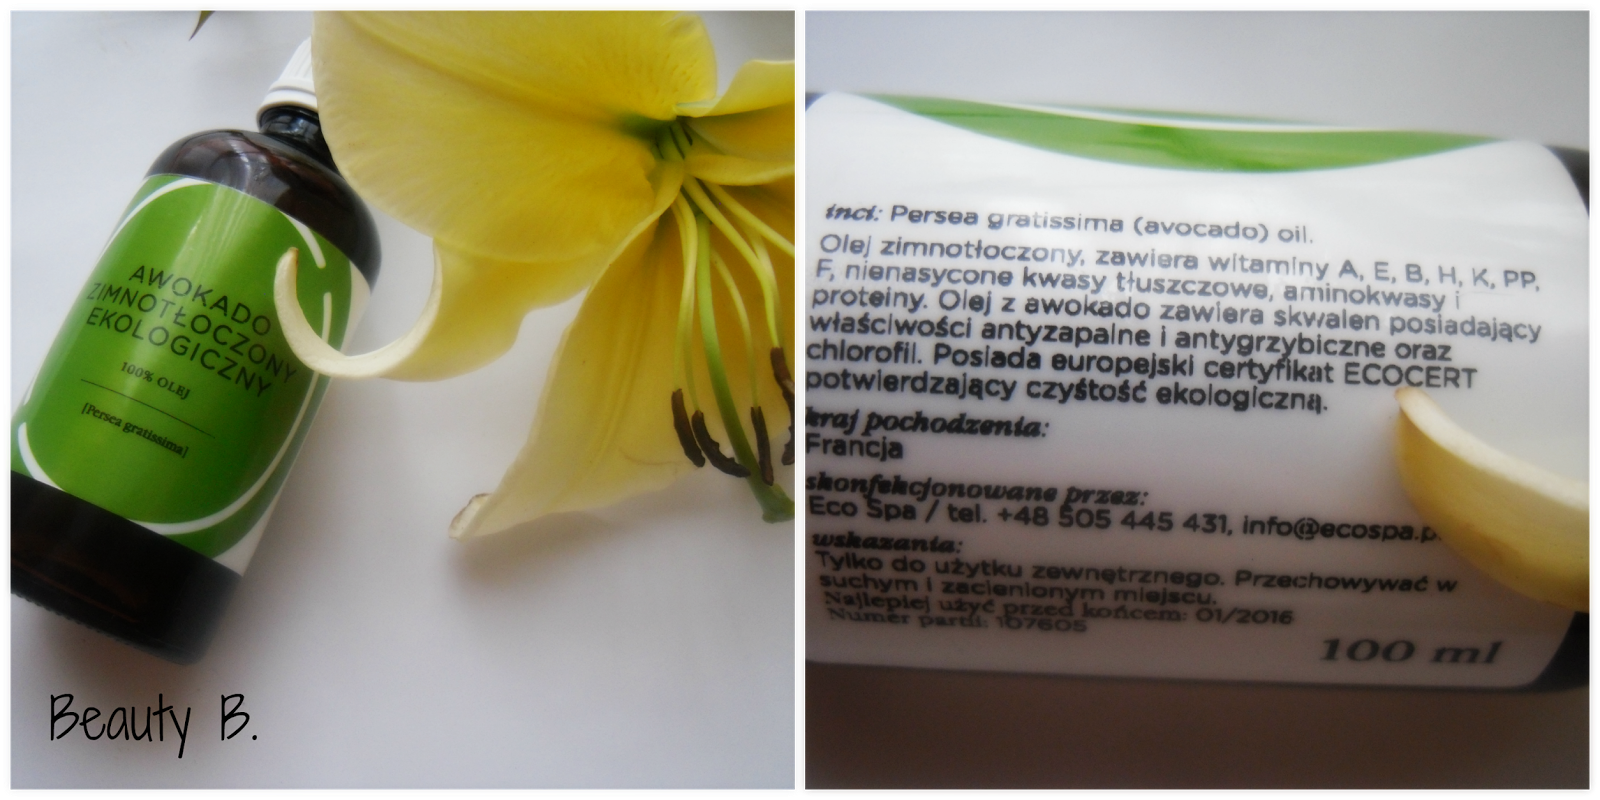 AWOKADO
ZIMNOTŁOCZONY
EKOLOGICZNY
100% OLEJ
[Persea gratissima]
Beauty B.
inci: Persea gratissima (avocado) oil.
Olej zimnotłoczony, zawiera witaminy A, E, B, H, K, PP,
F, nienasycone kwasy tłuszczowe, aminokwasy i
proteiny. Olej z awokado zawiera skwalen posiadający
właściwości antyzapalne i antygrzybiczne oraz
chlorofil. Posiada europejski certyfikat ECOCERT
potwierdzający czyśtość ekologiczną.
kraj pochodzenia:
Francja
skonfekcjonowane przez:
Eco Spa / tel. +48 505 445 431, info@ecospa.p
wskazania:
Tylko do użytku zewnętrznego. Przechowywać w
suchym i zacienionym miejscu.
Najlepiej użyć przed końcem: 01/2016
Numer partii: 107605
100 ml